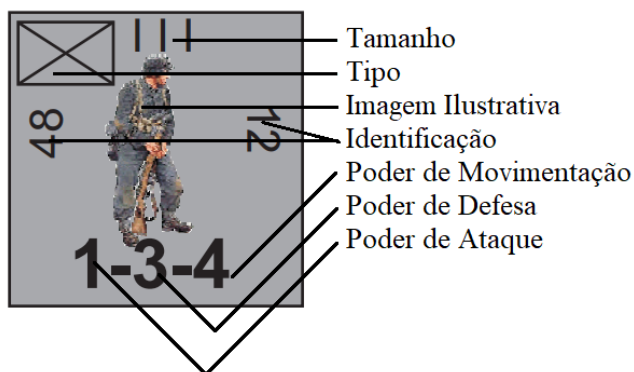 III
Tamanho
Tipo
Imagem Ilustrativa
48
12
Identificação
Poder de Movimentação
Poder de Defesa
Poder de Ataque
1-3-4